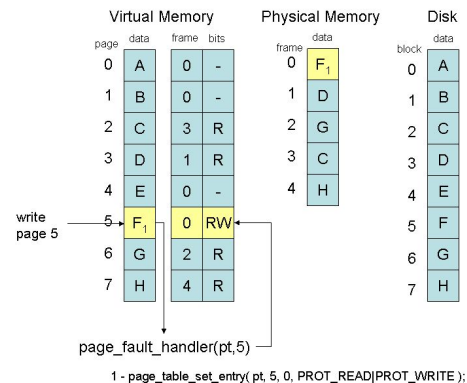 Virtual Memory Physical Memory Disk
page data frame bits frame data block data
0 A 0 - 0 F1 0 A
1 B 0 - 1 D 1 B
2 C 3 R 2 G 2 C
3 D 1 R 3 C 3 D
4 E 0 - 4 H 4 E
write page 5
5 F1 0 RW 5 F
6 G 2 R 6 G
7 H 4 R 7 H
page_fault_handler(pt,5)
1 - page_table_set_entry( pt, 5, 0, PROT_READ|PROT_WRITE );